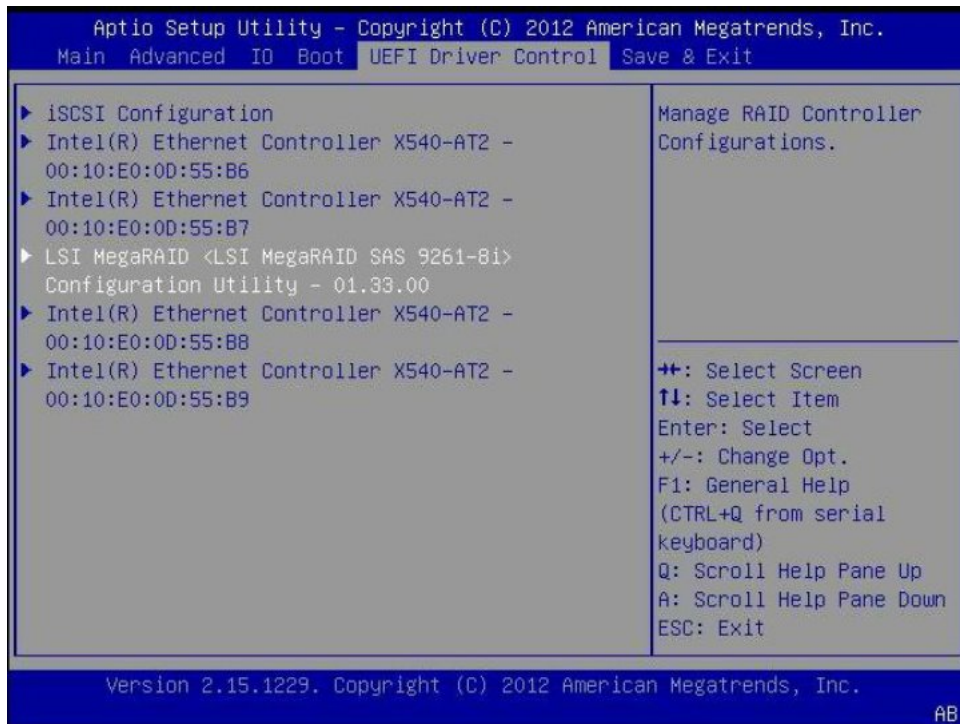 Aptio Setup Utility – Copyright (C) 2012 American Megatrends, Inc.
Main Advanced IO Boot UEFI Driver Control Save & Exit
▶ iSCSI Configuration
▶ Intel(R) Ethernet Controller X540-AT2 –
00:10:E0:0D:55:B6
▶ Intel(R) Ethernet Controller X540-AT2 –
00:10:E0:0D:55:B7
▶ LSI MegaRAID <LSI MegaRAID SAS 9261-8i>
Configuration Utility – 01.33.00
▶ Intel(R) Ethernet Controller X540-AT2 –
00:10:E0:0D:55:B8
▶ Intel(R) Ethernet Controller X540-AT2 –
00:10:E0:0D:55:B9
Manage RAID Controller
Configurations.
→←: Select Screen
↑↓: Select Item
Enter: Select
+/-: Change Opt.
F1: General Help
(CTRL+Q from serial
keyboard)
Q: Scroll Help Pane Up
A: Scroll Help Pane Down
ESC: Exit
Version 2.15.1229. Copyright (C) 2012 American Megatrends, Inc.
AB